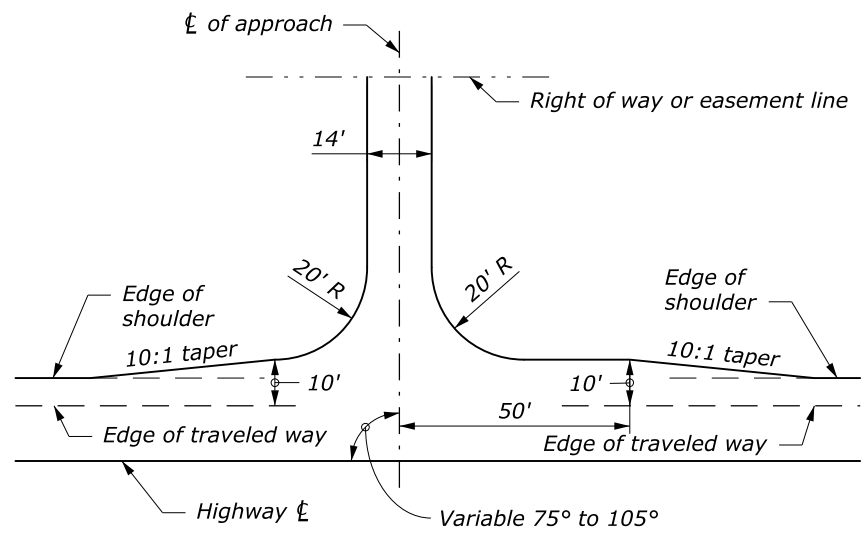 ℄ of approach
Right of way or easement line
14'
20' R
20' R
Edge of
shoulder
Edge of
shoulder
10:1 taper
10:1 taper
10'
10'
50'
Edge of traveled way
Edge of traveled way
Highway ℄
Variable 75° to 105°